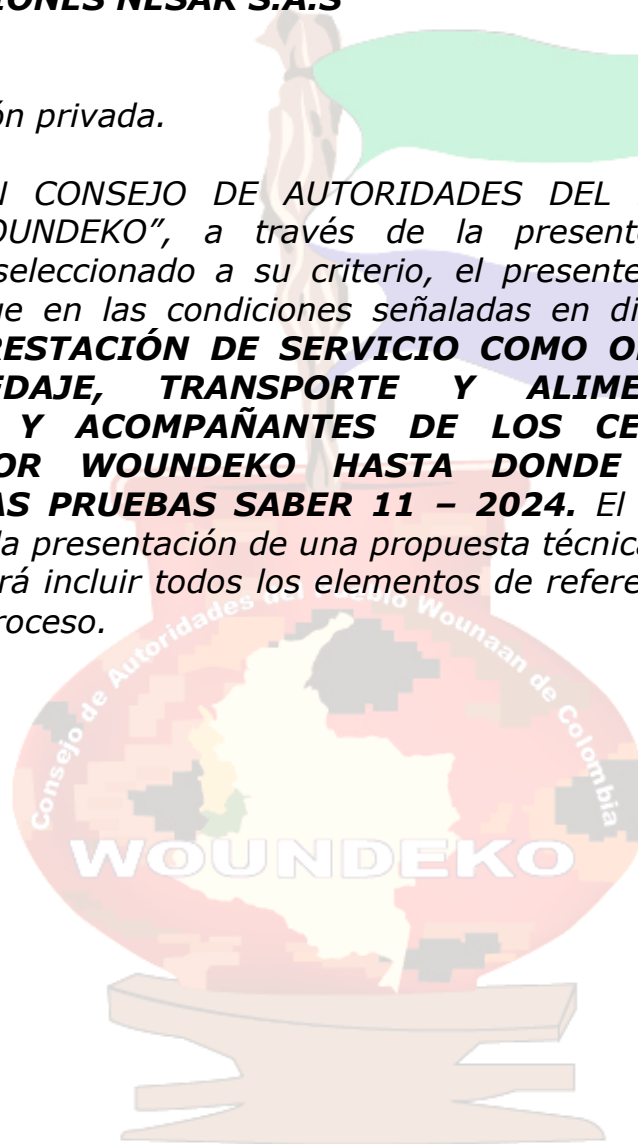 IONES NESAR S.A.S
ón privada.
N CONSEJO DE AUTORIDADES DEL
OUNDEKO”, a través de la present
seleccionado a su criterio, el presente
ue en las condiciones señaladas en di
RESTACIÓN DE SERVICIO COMO O
EDAJE, TRANSPORTE Y ALIME
Y ACOMPAÑANTES DE LOS CE
OR WOUNDEKO HASTA DONDE
AS PRUEBAS SABER 11 – 2024. El
la presentación de una propuesta técnica
rá incluir todos los elementos de refere
roceso.
Consejo de Autoridades del Pueblo Wounaan de Colombia
WOUNDEKO